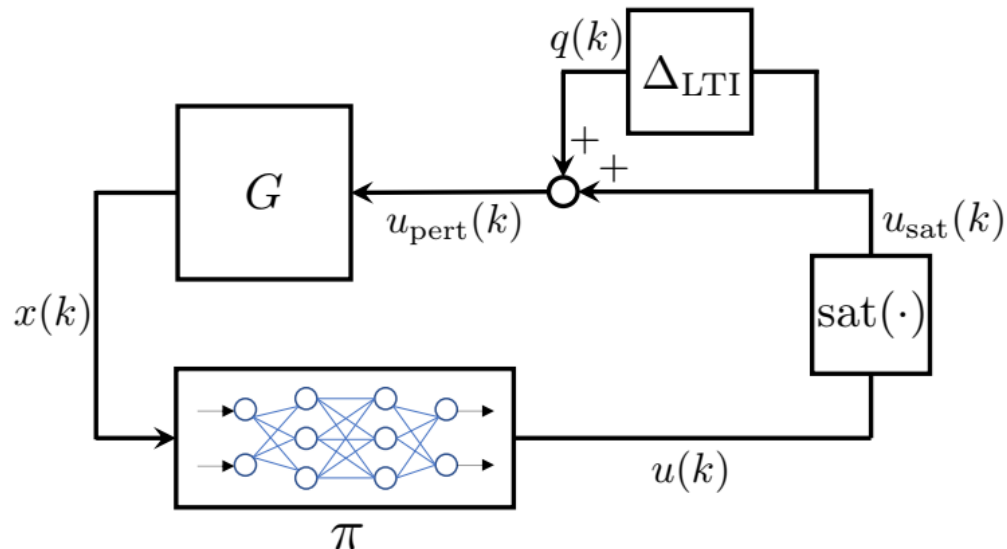 q(k)
Δ_LTI
+
+
G
u_pert(k)
u_sat(k)
x(k)
sat(·)
u(k)
π